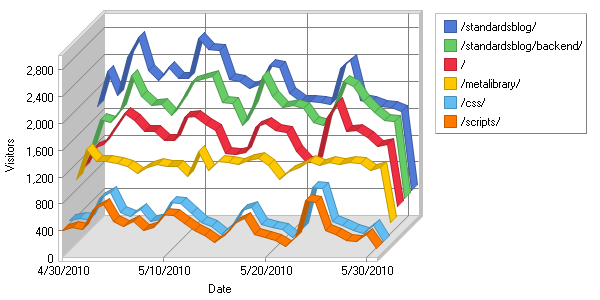 /standardsblog/
/standardsblog/backend/
/
/metalibrary/
/css/
/scripts/
Visitors
2,800
2,400
2,000
1,600
1,200
800
400
0
4/30/2010
5/10/2010
5/20/2010
5/30/2010
Date